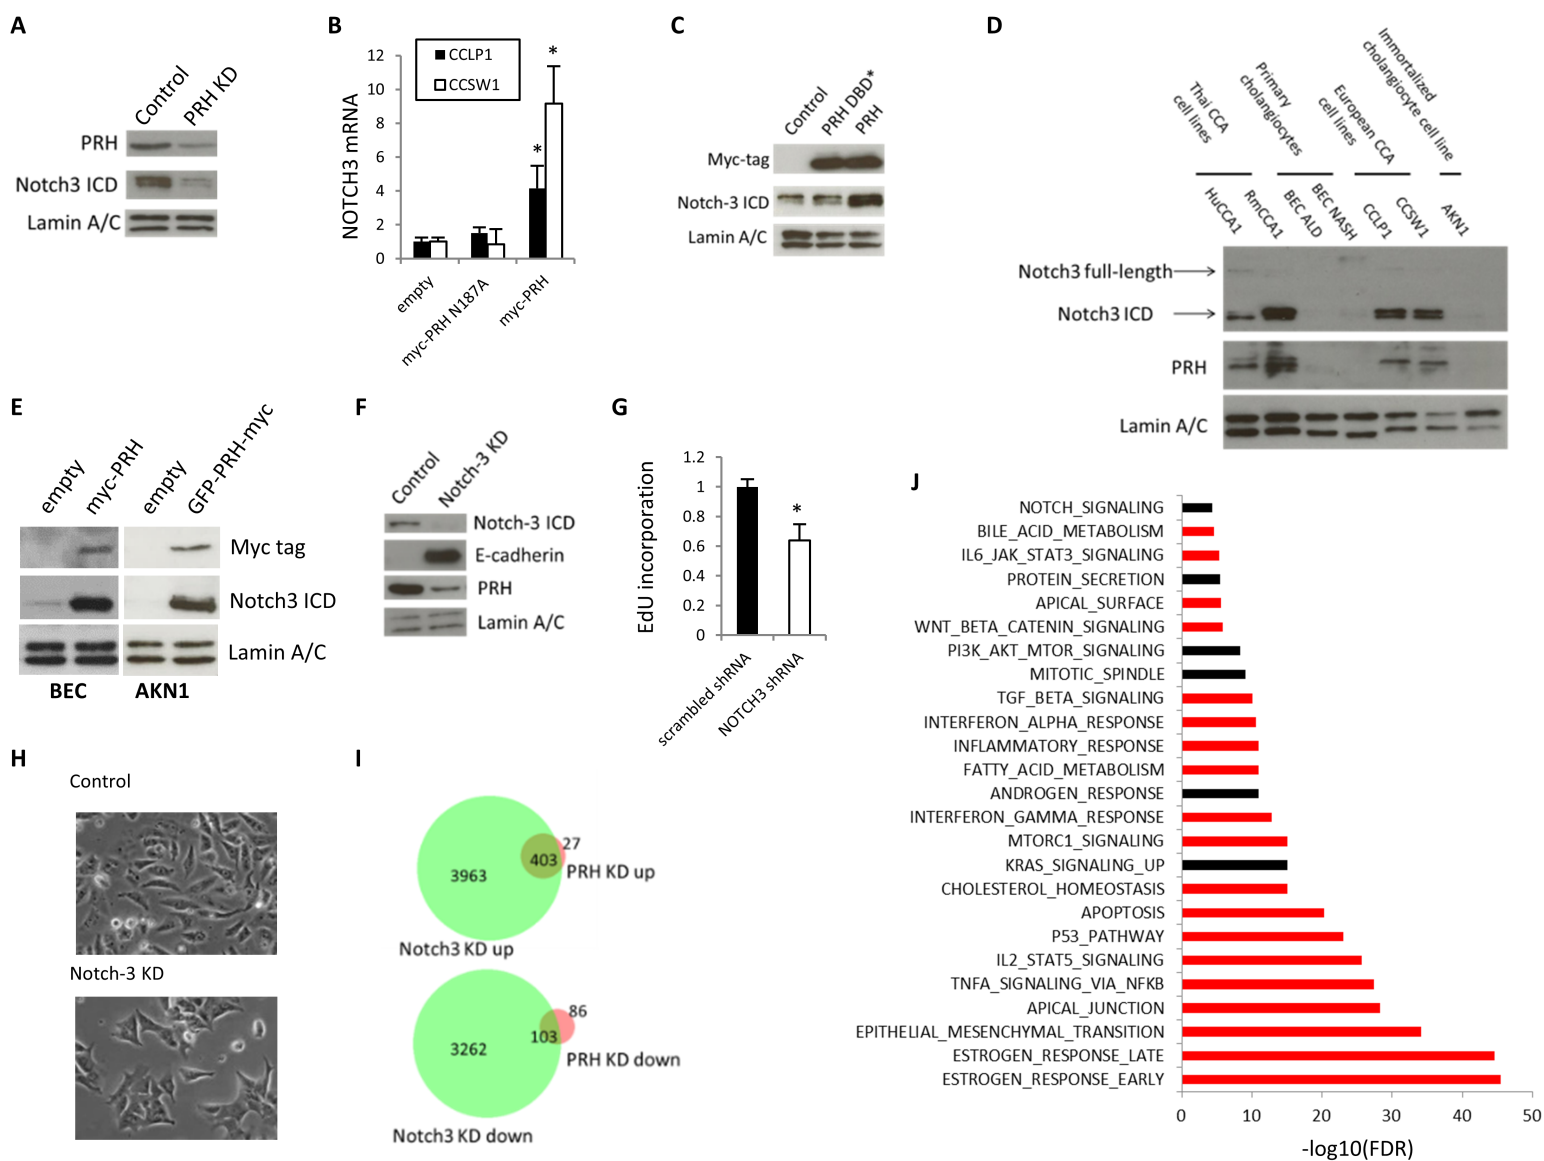 A
Control
PRH KD
PRH
Notch3 ICD
Lamin A/C
B
CCLP1
CCSW1
NOTCH3 mRNA
12
10
8
6
4
2
0
*
*
empty
myc-PRH N187A
myc-PRH
C
Control
PRH DBD*
PRH
Myc-tag
Notch-3 ICD
Lamin A/C
D
Thai CCA
cell lines
Primary
cholangiocytes
European CCA
cell lines
Immortalized
cholangiocyte cell line
HuCCA1
RmCCA1
BEC ALD
BEC NASH
CCLP1
CCSW1
AKN1
Notch3 full-length
Notch3 ICD
PRH
Lamin A/C
E
empty
myc-PRH
empty
GFP-PRH-myc
Myc tag
Notch3 ICD
Lamin A/C
BEC
AKN1
F
Control
Notch-3 KD
Notch-3 ICD
E-cadherin
PRH
Lamin A/C
G
EdU incorporation
1.2
1
0.8
0.6
0.4
0.2
0
*
scrambled shRNA
NOTCH3 shRNA
H
Control
Notch-3 KD
I
3963
403
27
PRH KD up
Notch3 KD up
3262
103
86
PRH KD down
Notch3 KD down
J
NOTCH_SIGNALING
BILE_ACID_METABOLISM
IL6_JAK_STAT3_SIGNALING
PROTEIN_SECRETION
APICAL_SURFACE
WNT_BETA_CATENIN_SIGNALING
PI3K_AKT_MTOR_SIGNALING
MITOTIC_SPINDLE
TGF_BETA_SIGNALING
INTERFERON_ALPHA_RESPONSE
INFLAMMATORY_RESPONSE
FATTY_ACID_METABOLISM
ANDROGEN_RESPONSE
INTERFERON_GAMMA_RESPONSE
MTORC1_SIGNALING
KRAS_SIGNALING_UP
CHOLESTEROL_HOMEOSTASIS
APOPTOSIS
P53_PATHWAY
IL2_STAT5_SIGNALING
TNFA_SIGNALING_VIA_NFKB
APICAL_JUNCTION
EPITHELIAL_MESENCHYMAL_TRANSITION
ESTROGEN_RESPONSE_LATE
ESTROGEN_RESPONSE_EARLY
0 10 20 30 40 50
-log10(FDR)